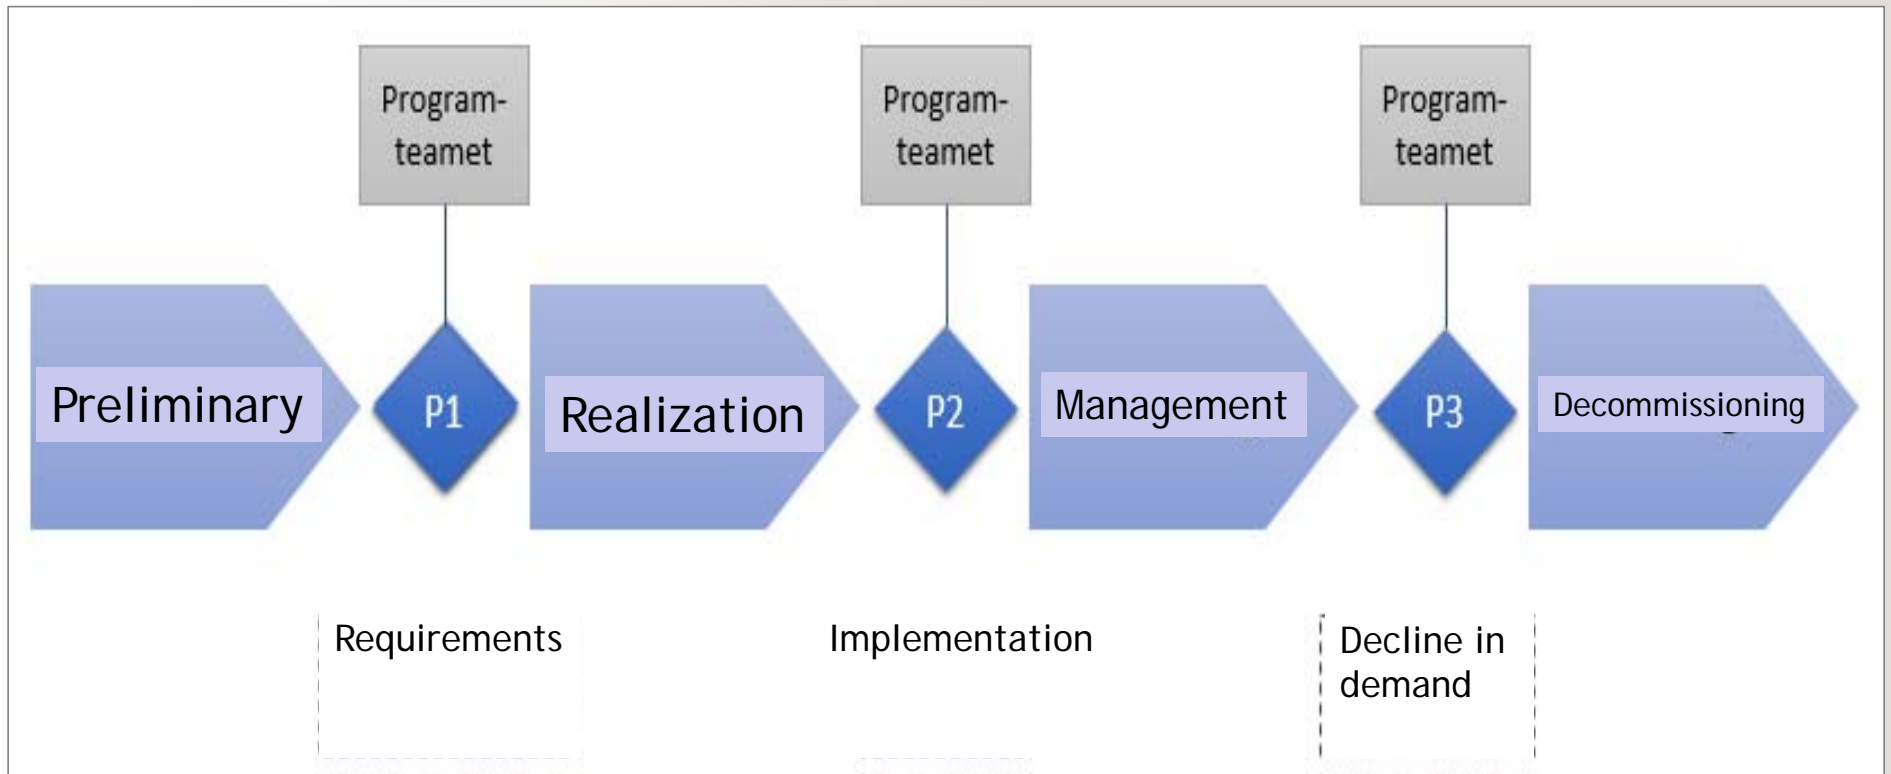 Program-
teamet
Program-
teamet
Program-
teamet
Preliminary
P1
Realization
P2
Management
P3
Decommissioning
Requirements
Implementation
Decline in
demand